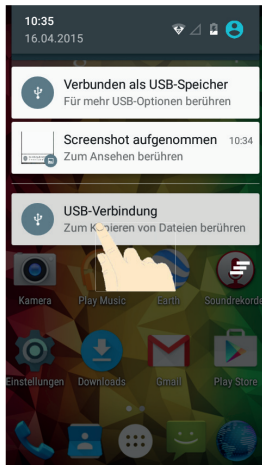 10:35
16.04.2015
Verbunden als USB-Speicher
Für mehr USB-Optionen berühren
Screenshot aufgenommen 10:34
Zum Ansehen berühren
USB-Verbindung
Zum Kopieren von Dateien berühren
Kamera Play Music Earth Soundrekorde
Einstellungen Downloads Gmail Play Store